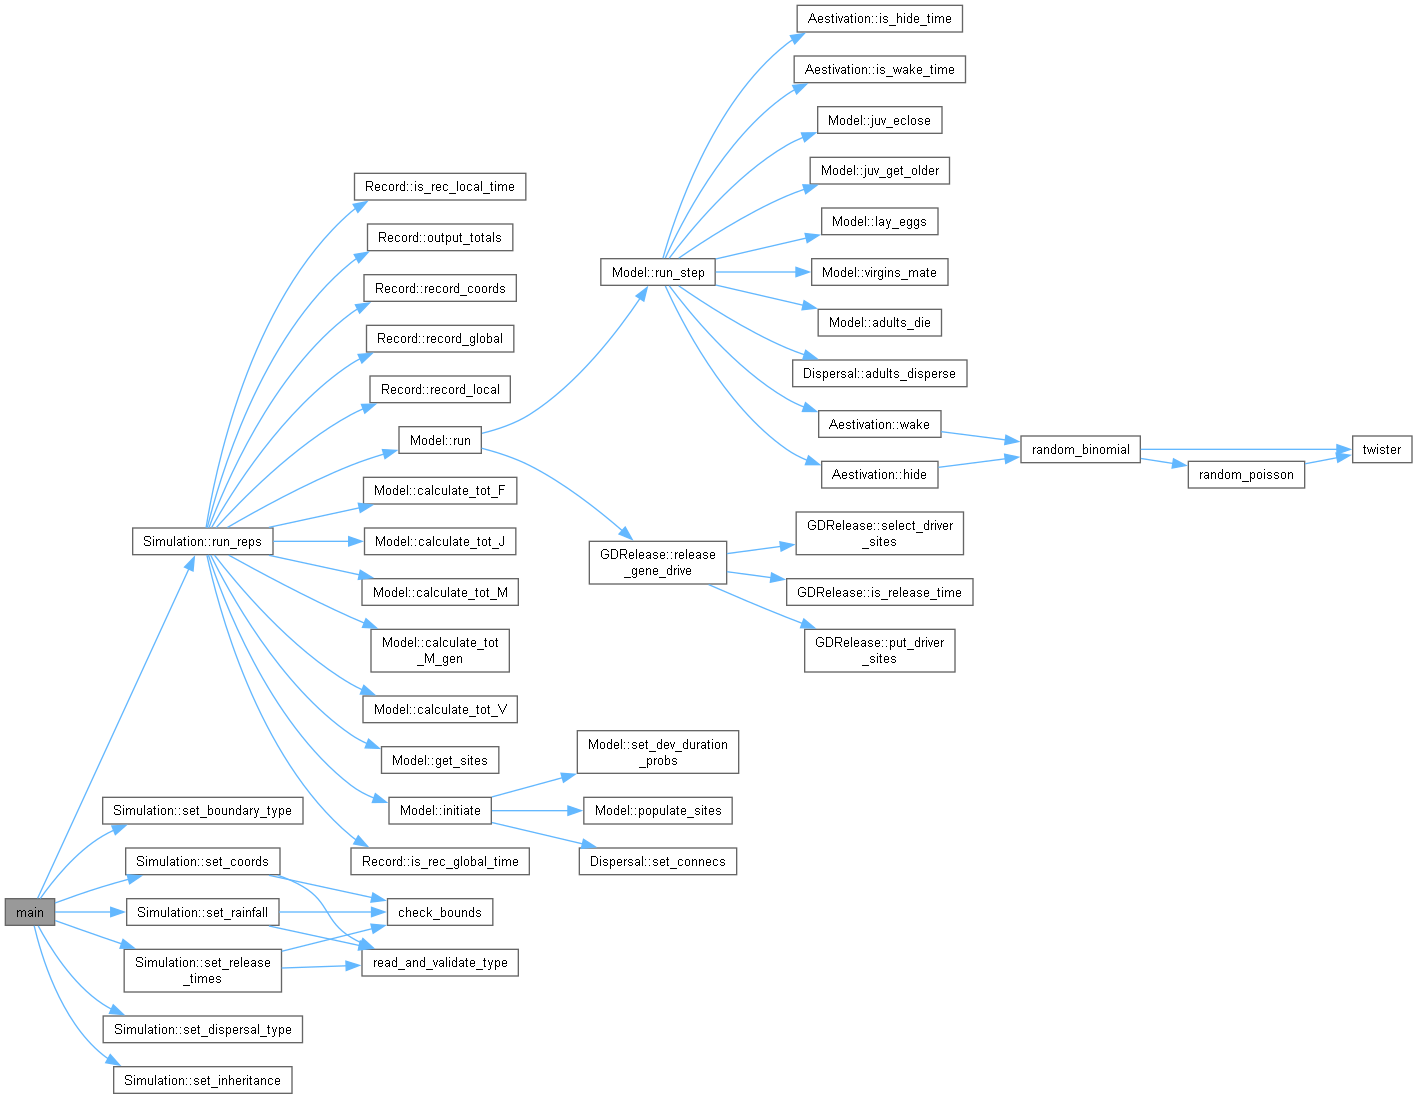 Aestivation::is_hide_time
Aestivation::is_wake_time
Model::juv_eclose
Model::juv_get_older
Model::lay_eggs
Model::virgins_mate
Model::adults_die
Dispersal::adults_disperse
Aestivation::wake
Aestivation::hide
Model::run_step
random_binomial
random_poisson
twister
Record::is_rec_local_time
Record::output_totals
Record::record_coords
Record::record_global
Record::record_local
Model::run
Model::calculate_tot_F
Model::calculate_tot_J
Model::calculate_tot_M
Model::calculate_tot
_M_gen
Model::calculate_tot_V
Model::get_sites
Model::initiate
Record::is_rec_global_time
GDRelease::release
_gene_drive
GDRelease::select_driver
_sites
GDRelease::is_release_time
GDRelease::put_driver
_sites
Model::set_dev_duration
_probs
Model::populate_sites
Dispersal::set_connecs
Simulation::run_reps
Simulation::set_boundary_type
Simulation::set_coords
Simulation::set_rainfall
Simulation::set_release
_times
Simulation::set_dispersal_type
Simulation::set_inheritance
check_bounds
read_and_validate_type
main